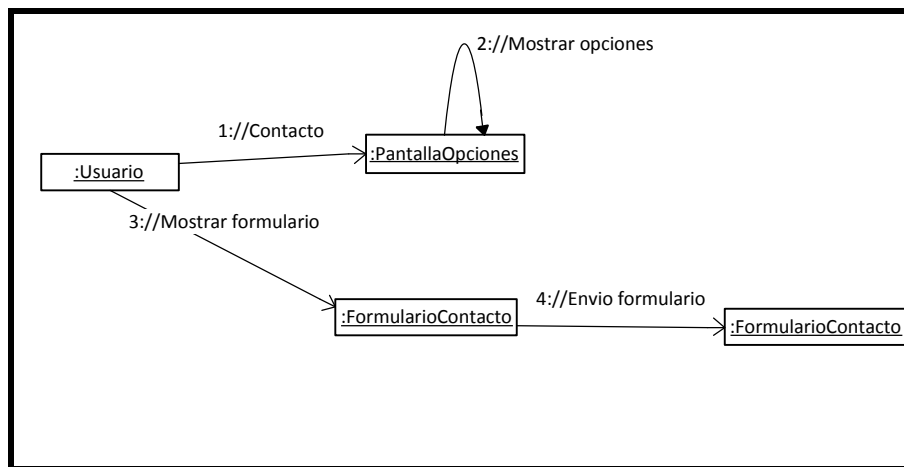 2://Mostrar opciones
1://Contacto
:PantallaOpciones
:Usuario
3://Mostrar formulario
4://Envio formulario
:FormularioContacto
:FormularioContacto